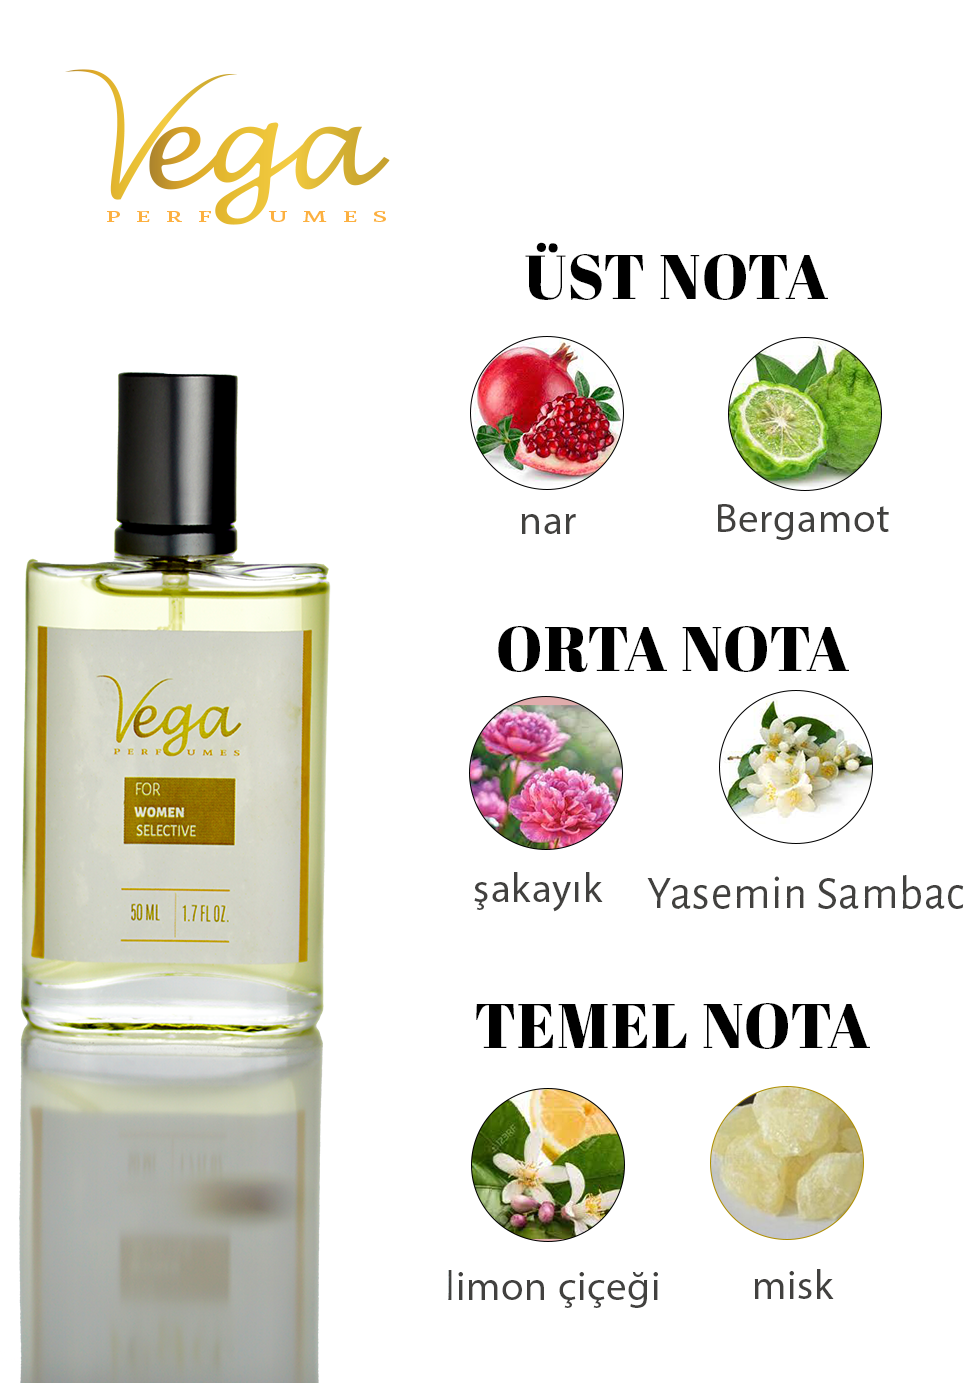 Vega
PERFUMES
ÜST NOTA
nar
Bergamot
Vega
PERFUMES
FOR
WOMEN
SELECTIVE
50 ML
1.7 FL OZ.
ORTA NOTA
şakayık
Yasemin Sambac
TEMEL NOTA
123RF
limon çiçeği
misk